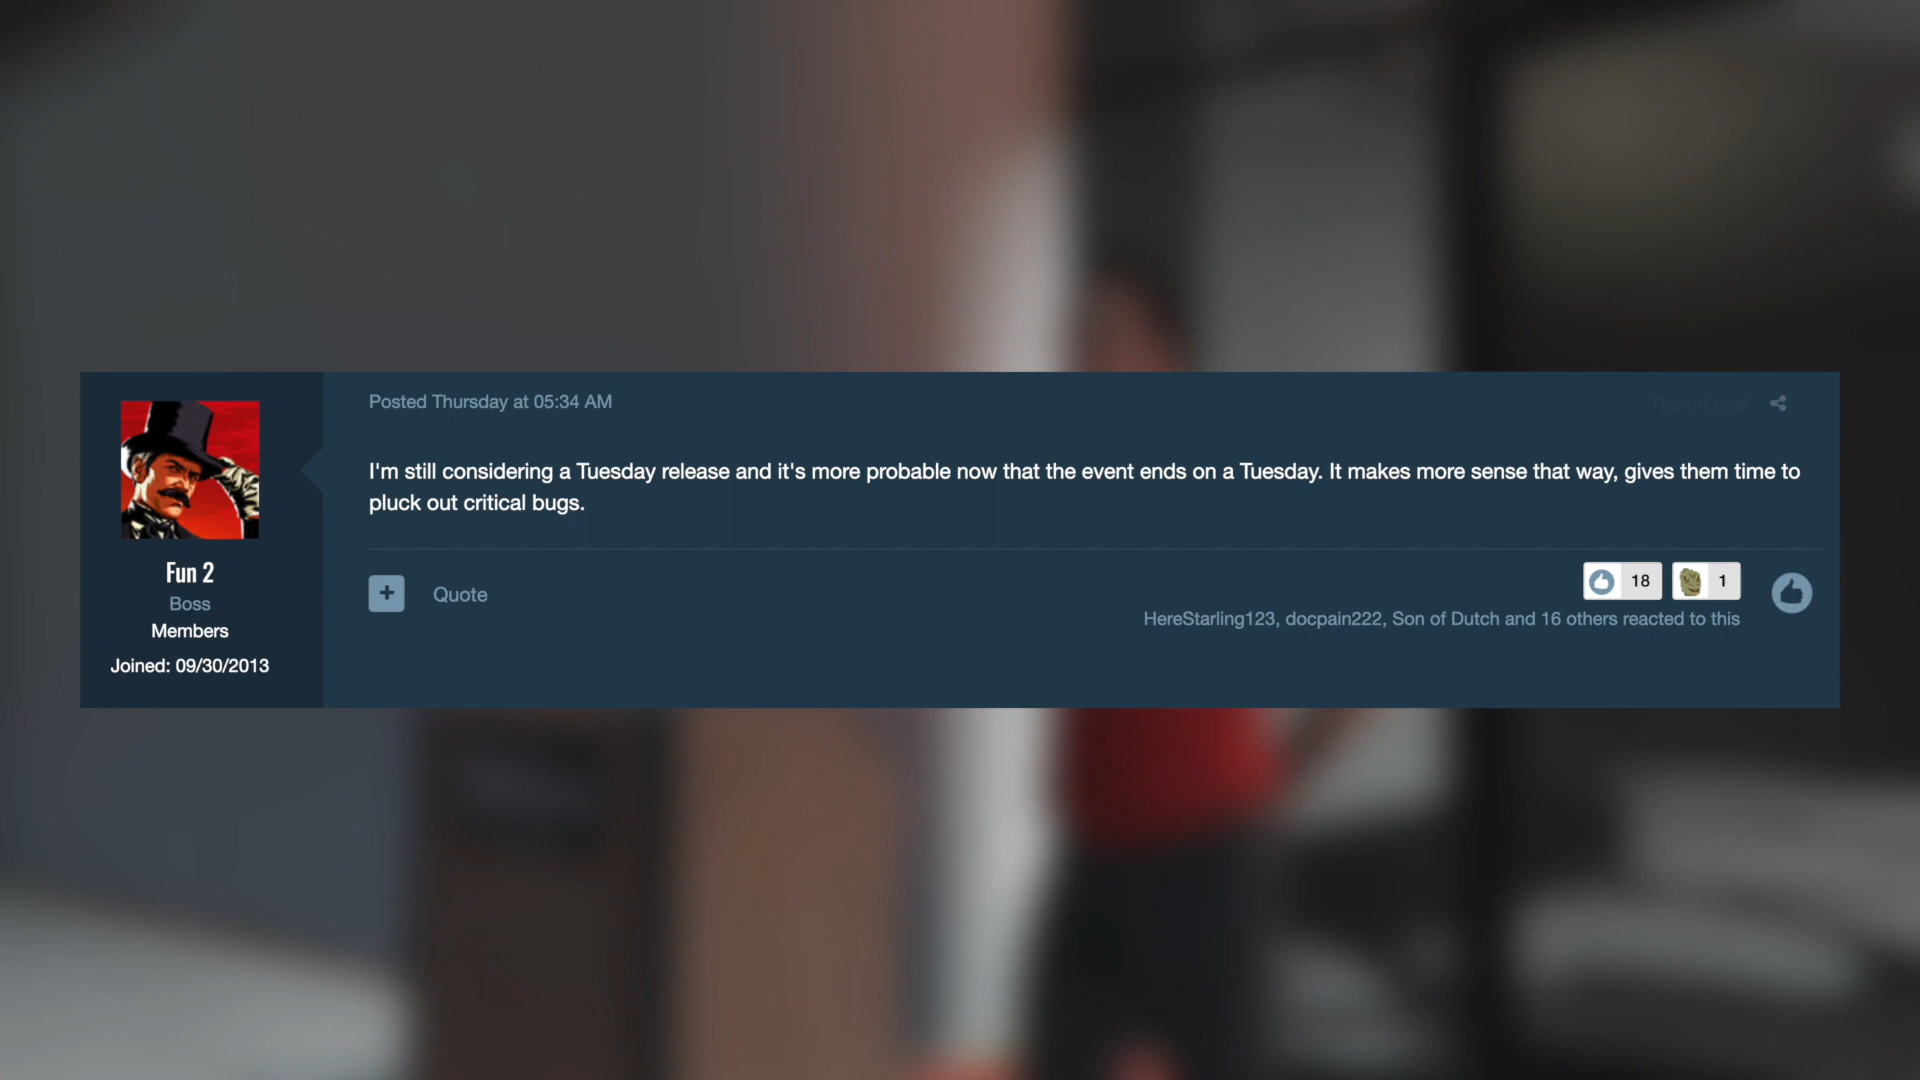 Posted Thursday at 05:34 AM
Report post
I'm still considering a Tuesday release and it's more probable now that the event ends on a Tuesday. It makes more sense that way, gives them time to
pluck out critical bugs.
Fun 2
Boss
Members
Joined: 09/30/2013
+ Quote
18 1
HereStarling123, docpain222, Son of Dutch and 16 others reacted to this